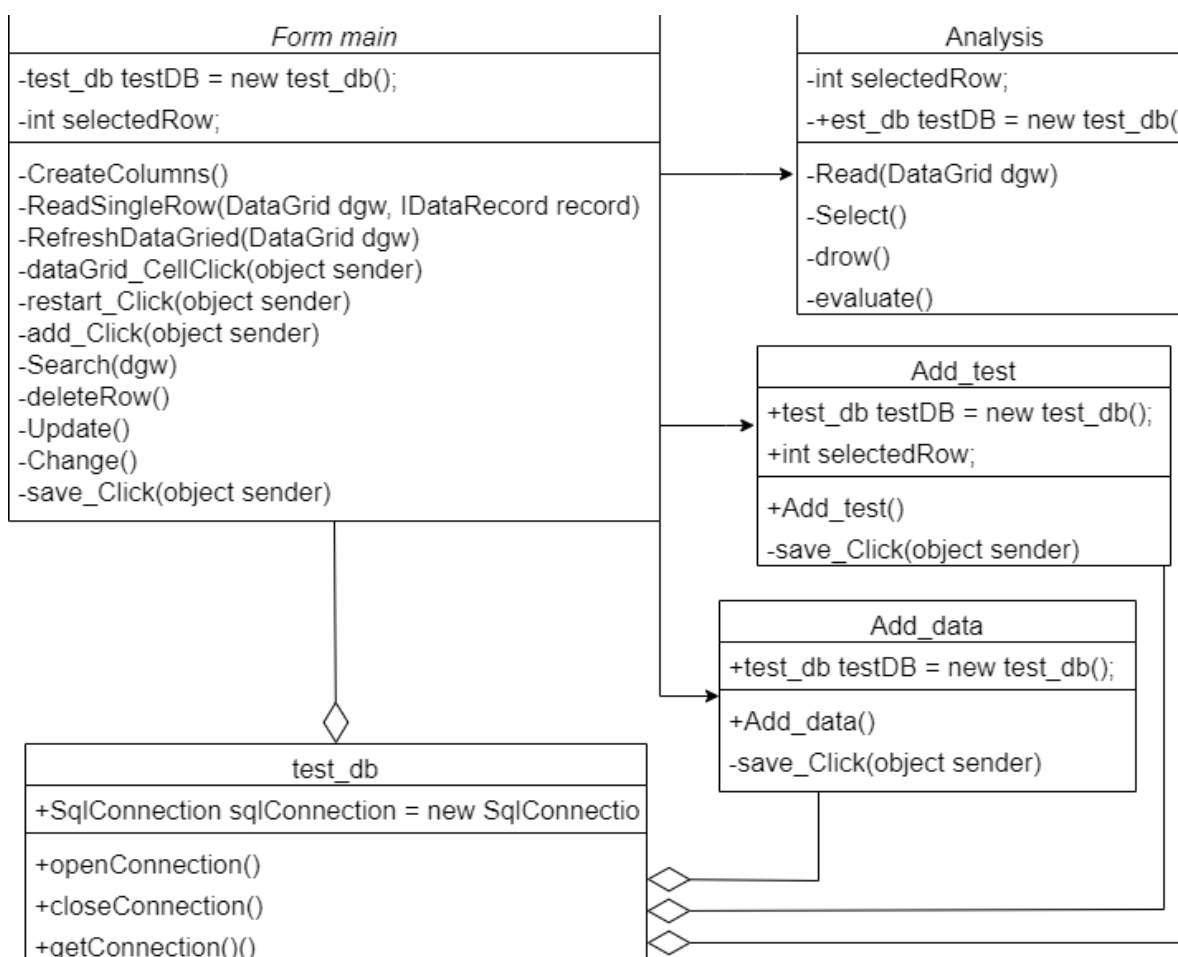 Form main
-test_db testDB = new test_db();
-int selectedRow;
-CreateColumns()
-ReadSingleRow(DataGrid dgw, IDataRecord record)
-RefreshDataGried(DataGrid dgw)
-dataGrid_CellClick(object sender)
-restart_Click(object sender)
-add_Click(object sender)
-Search(dgw)
-deleteRow()
-Update()
-Change()
-save_Click(object sender)
Analysis
-int selectedRow;
-+est_db testDB = new test_db(
-Read(DataGrid dgw)
-Select()
-drow()
-evaluate()
Add_test
+test_db testDB = new test_db();
+int selectedRow;
+Add_test()
-save_Click(object sender)
Add_data
+test_db testDB = new test_db();
+Add_data()
-save_Click(object sender)
test_db
+SqlConnection sqlConnection = new SqlConnectio
+openConnection()
+closeConnection()
+getConnection()()